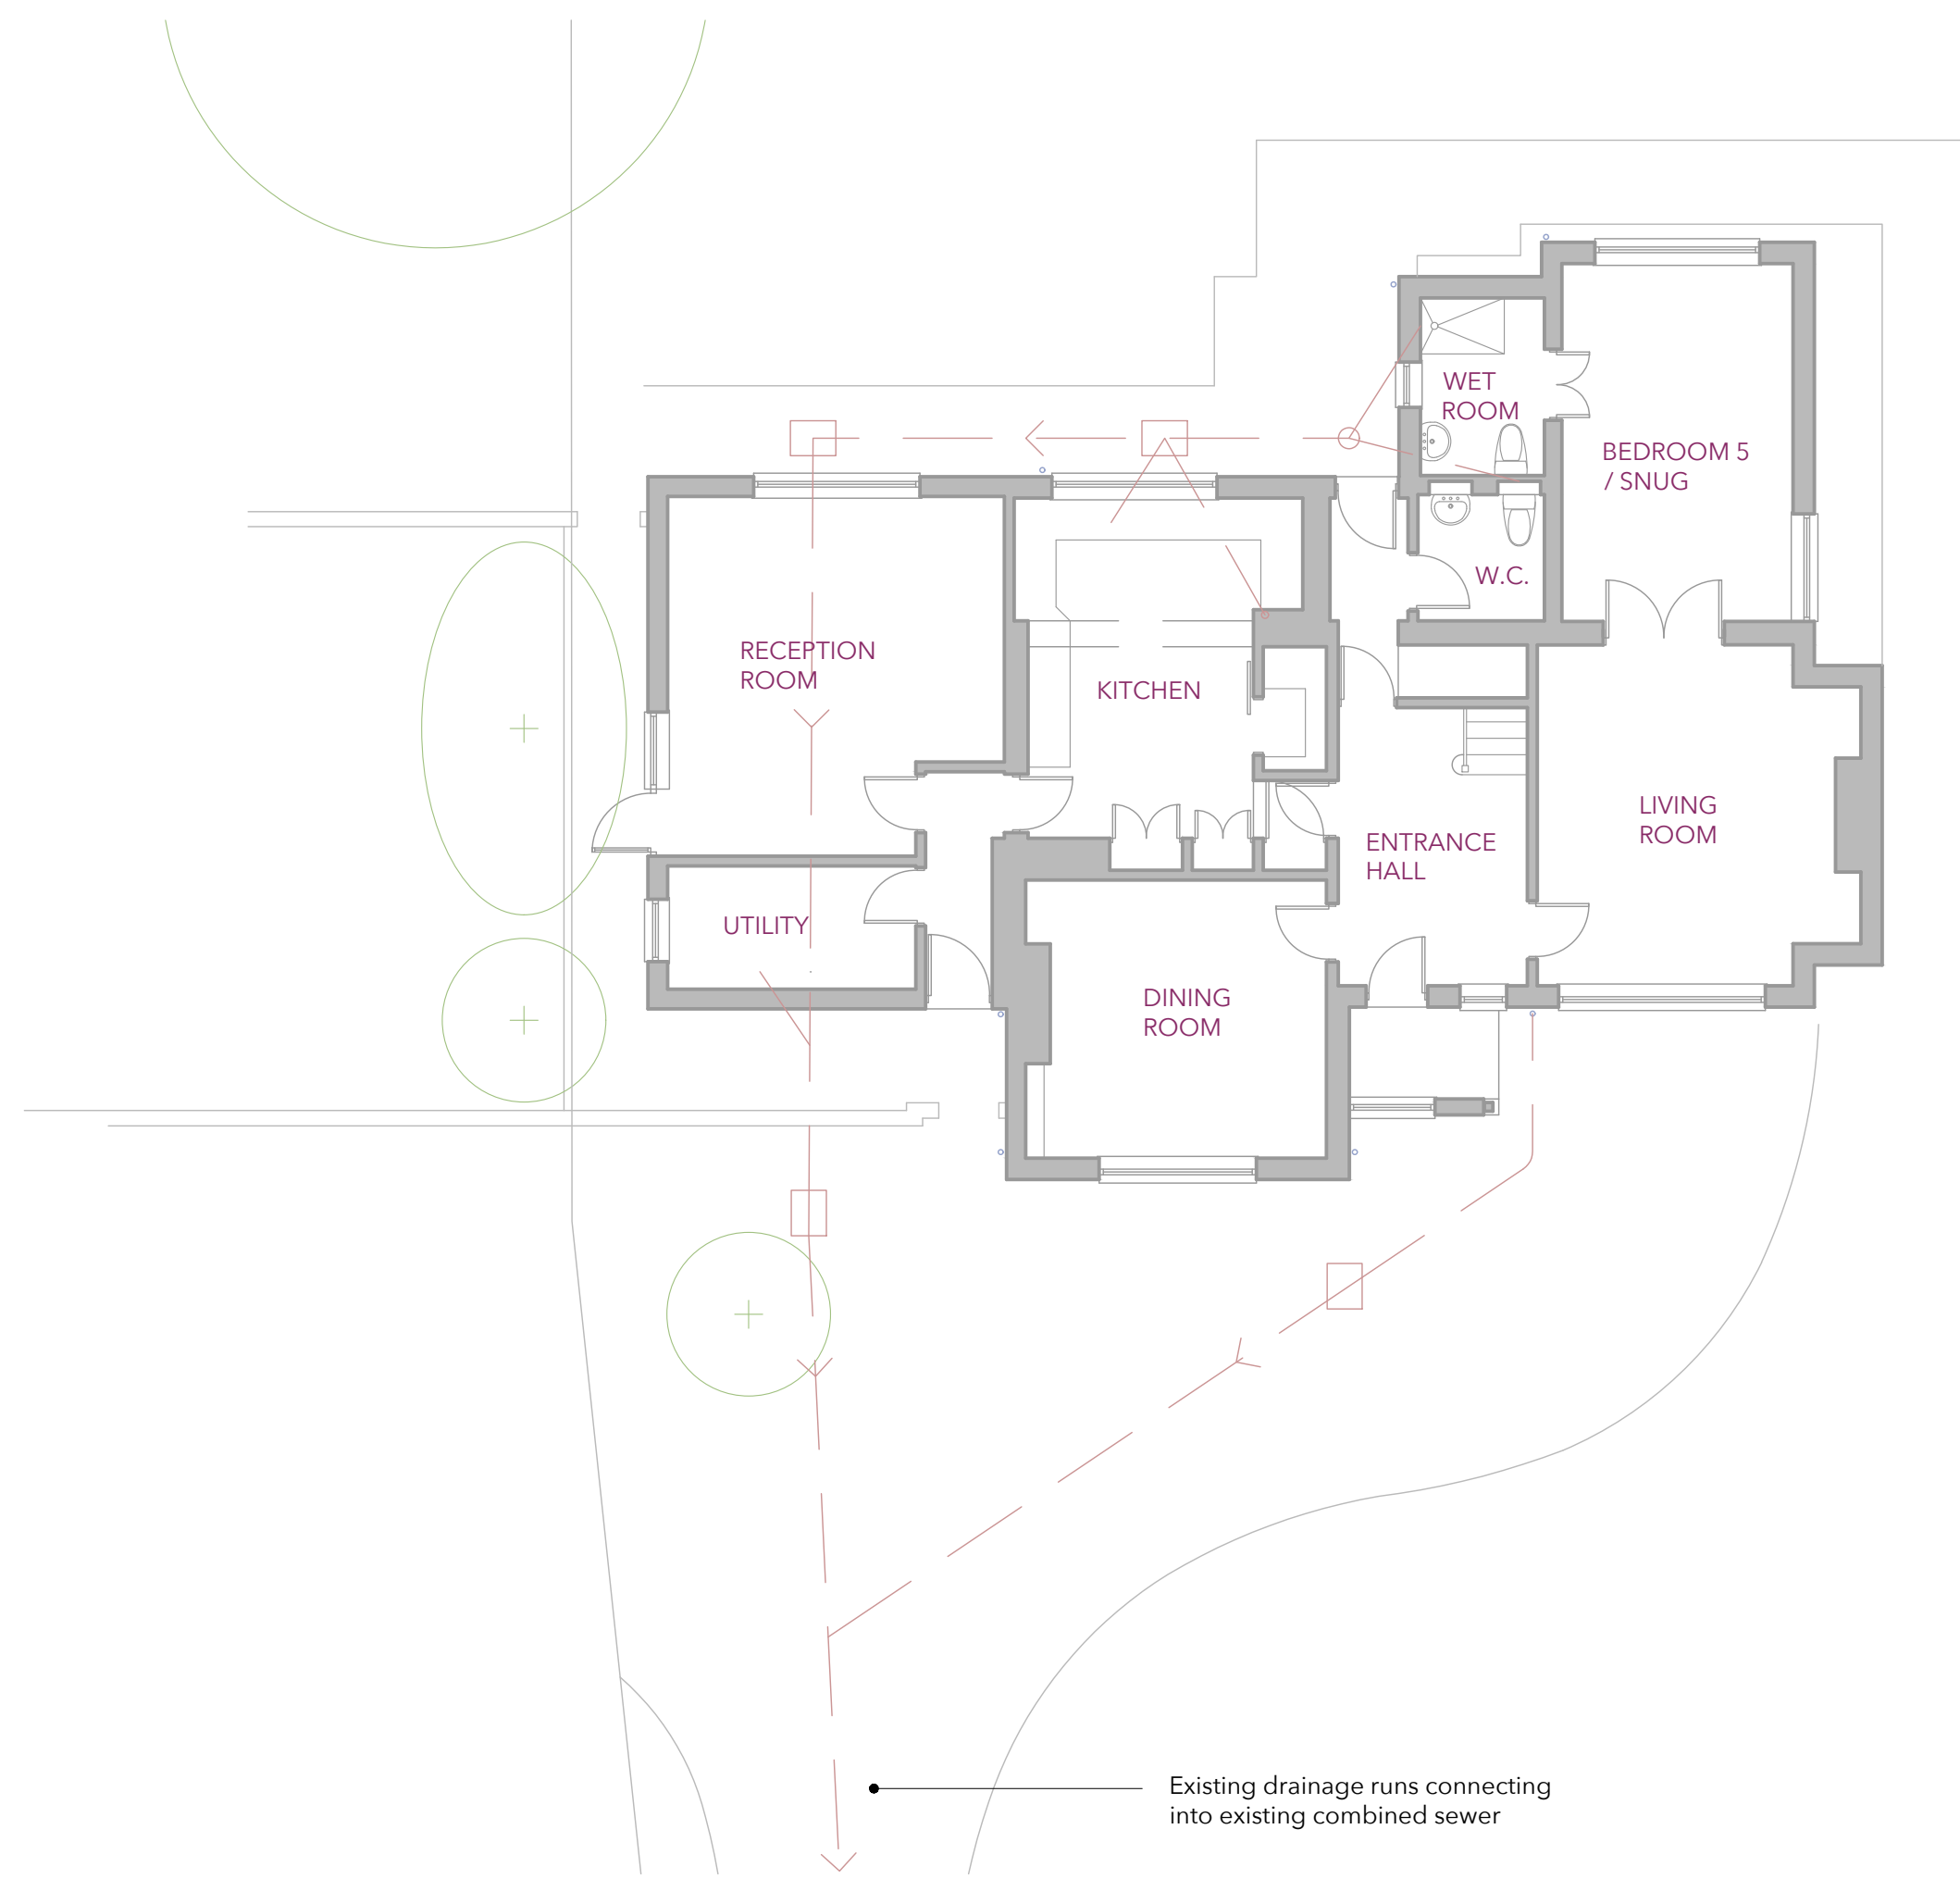 WET
ROOM
BEDROOM 5
/ SNUG
W.C.
RECEPTION
ROOM
KITCHEN
LIVING
ROOM
ENTRANCE
HALL
UTILITY
DINING
ROOM
Existing drainage runs connecting
into existing combined sewer